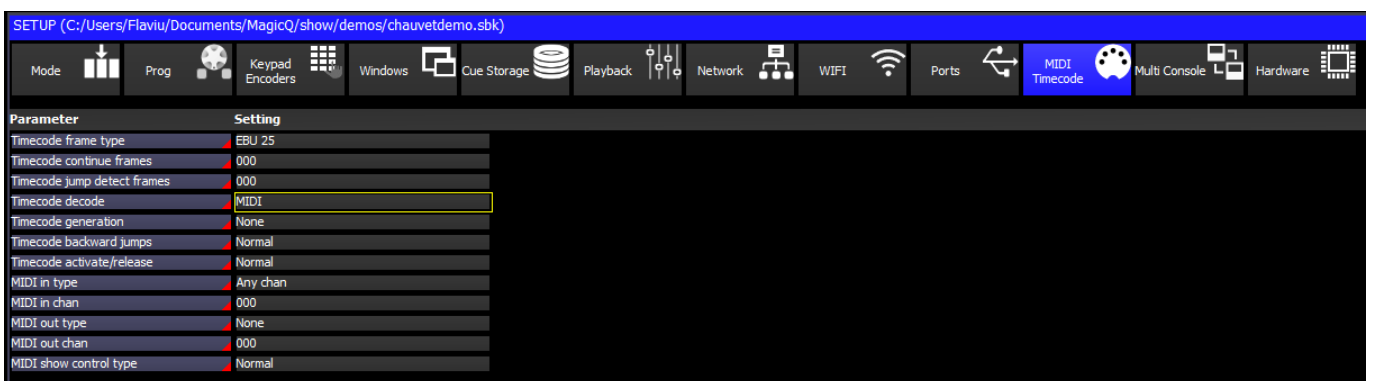 SETUP (C:/Users/Flaviu/Documents/MagicQ/show/demos/chauvetdemo.sbk)
Mode Prog Keypad Encoders Windows Cue Storage Playback Network WIFI Ports MIDI Timecode Multi Console Hardware
Parameter Setting
Timecode frame type EBU 25
Timecode continue frames 000
Timecode jump detect frames 000
Timecode decode MIDI
Timecode generation None
Timecode backward jumps Normal
Timecode activate/release Normal
MIDI in type Any chan
MIDI in chan 000
MIDI out type None
MIDI out chan 000
MIDI show control type Normal